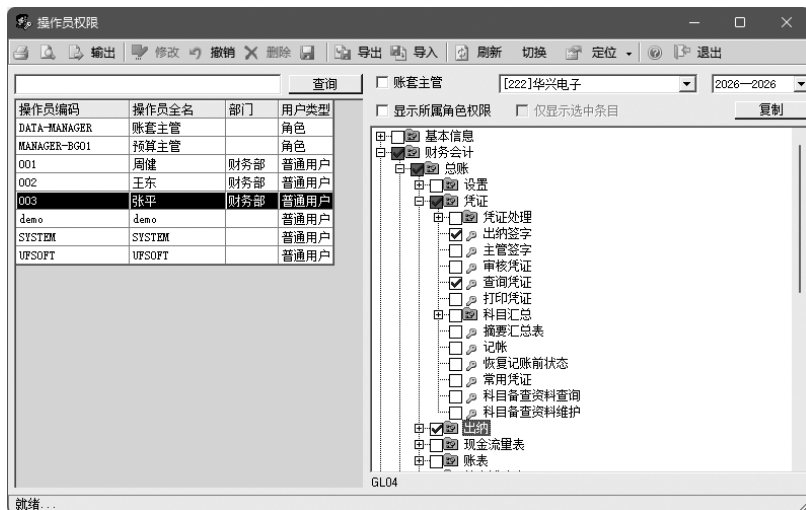 操作员权限
输出 修改 撤销 删除 导出 导入 刷新 切换 定位 退出
查询 账套主管 [222]华兴电子 2026—2026
显示所属角色权限 仅显示选中条目 复制
操作员编码 操作员全名 部门 用户类型
DATA-MANAGER 账套主管 角色
MANAGER-BG01 预算主管 角色
001 周健 财务部 普通用户
002 王东 财务部 普通用户
003 张平 财务部 普通用户
demo demo 普通用户
SYSTEM SYSTEM 普通用户
UFSOFT UFSOFT 普通用户
基本信息
财务会计
总账
设置
凭证
凭证处理
出纳签字
主管签字
审核凭证
查询凭证
打印凭证
科目汇总
摘要汇总表
记帐
恢复记账前状态
常用凭证
科目备查资料查询
科目备查资料维护
出纳
现金流量表
账表
GL04
就绪...